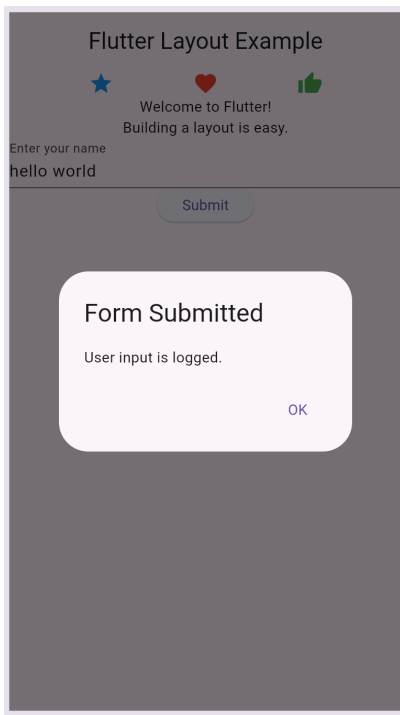 Flutter Layout Example
Welcome to Flutter!
Building a layout is easy.
Enter your name
hello world
Submit
Form Submitted
User input is logged.
OK